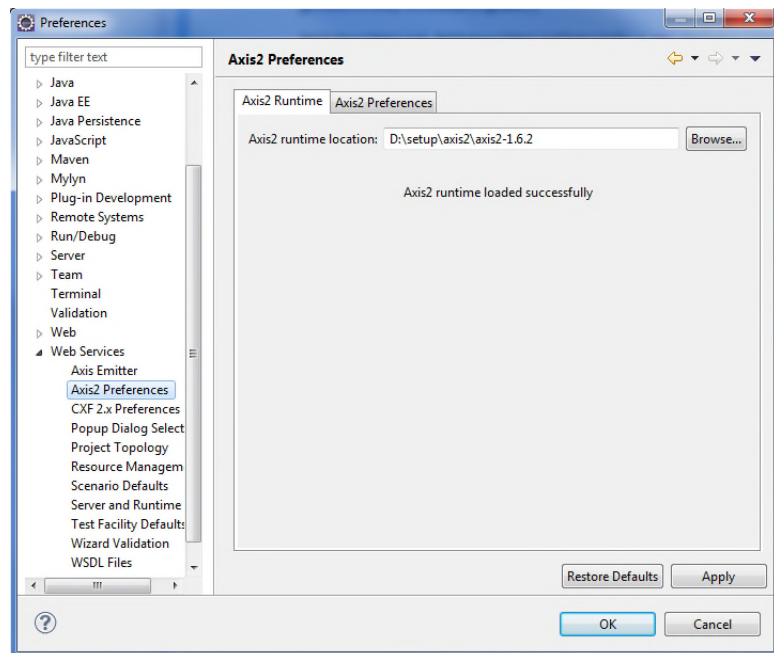 Preferences
type filter text
Java
Java EE
Java Persistence
JavaScript
Maven
Mylyn
Plug-in Development
Remote Systems
Run/Debug
Server
Team
Terminal
Validation
Web
Web Services
Axis Emitter
Axis2 Preferences
CXF 2.x Preferences
Popup Dialog Select
Project Topology
Resource Managem
Scenario Defaults
Server and Runtime
Test Facility Defaults
Wizard Validation
WSDL Files
Axis2 Preferences
Axis2 Runtime Axis2 Preferences
Axis2 runtime location: D:\setup\axis2\axis2-1.6.2 Browse...
Axis2 runtime loaded successfully
Restore Defaults Apply
OK Cancel